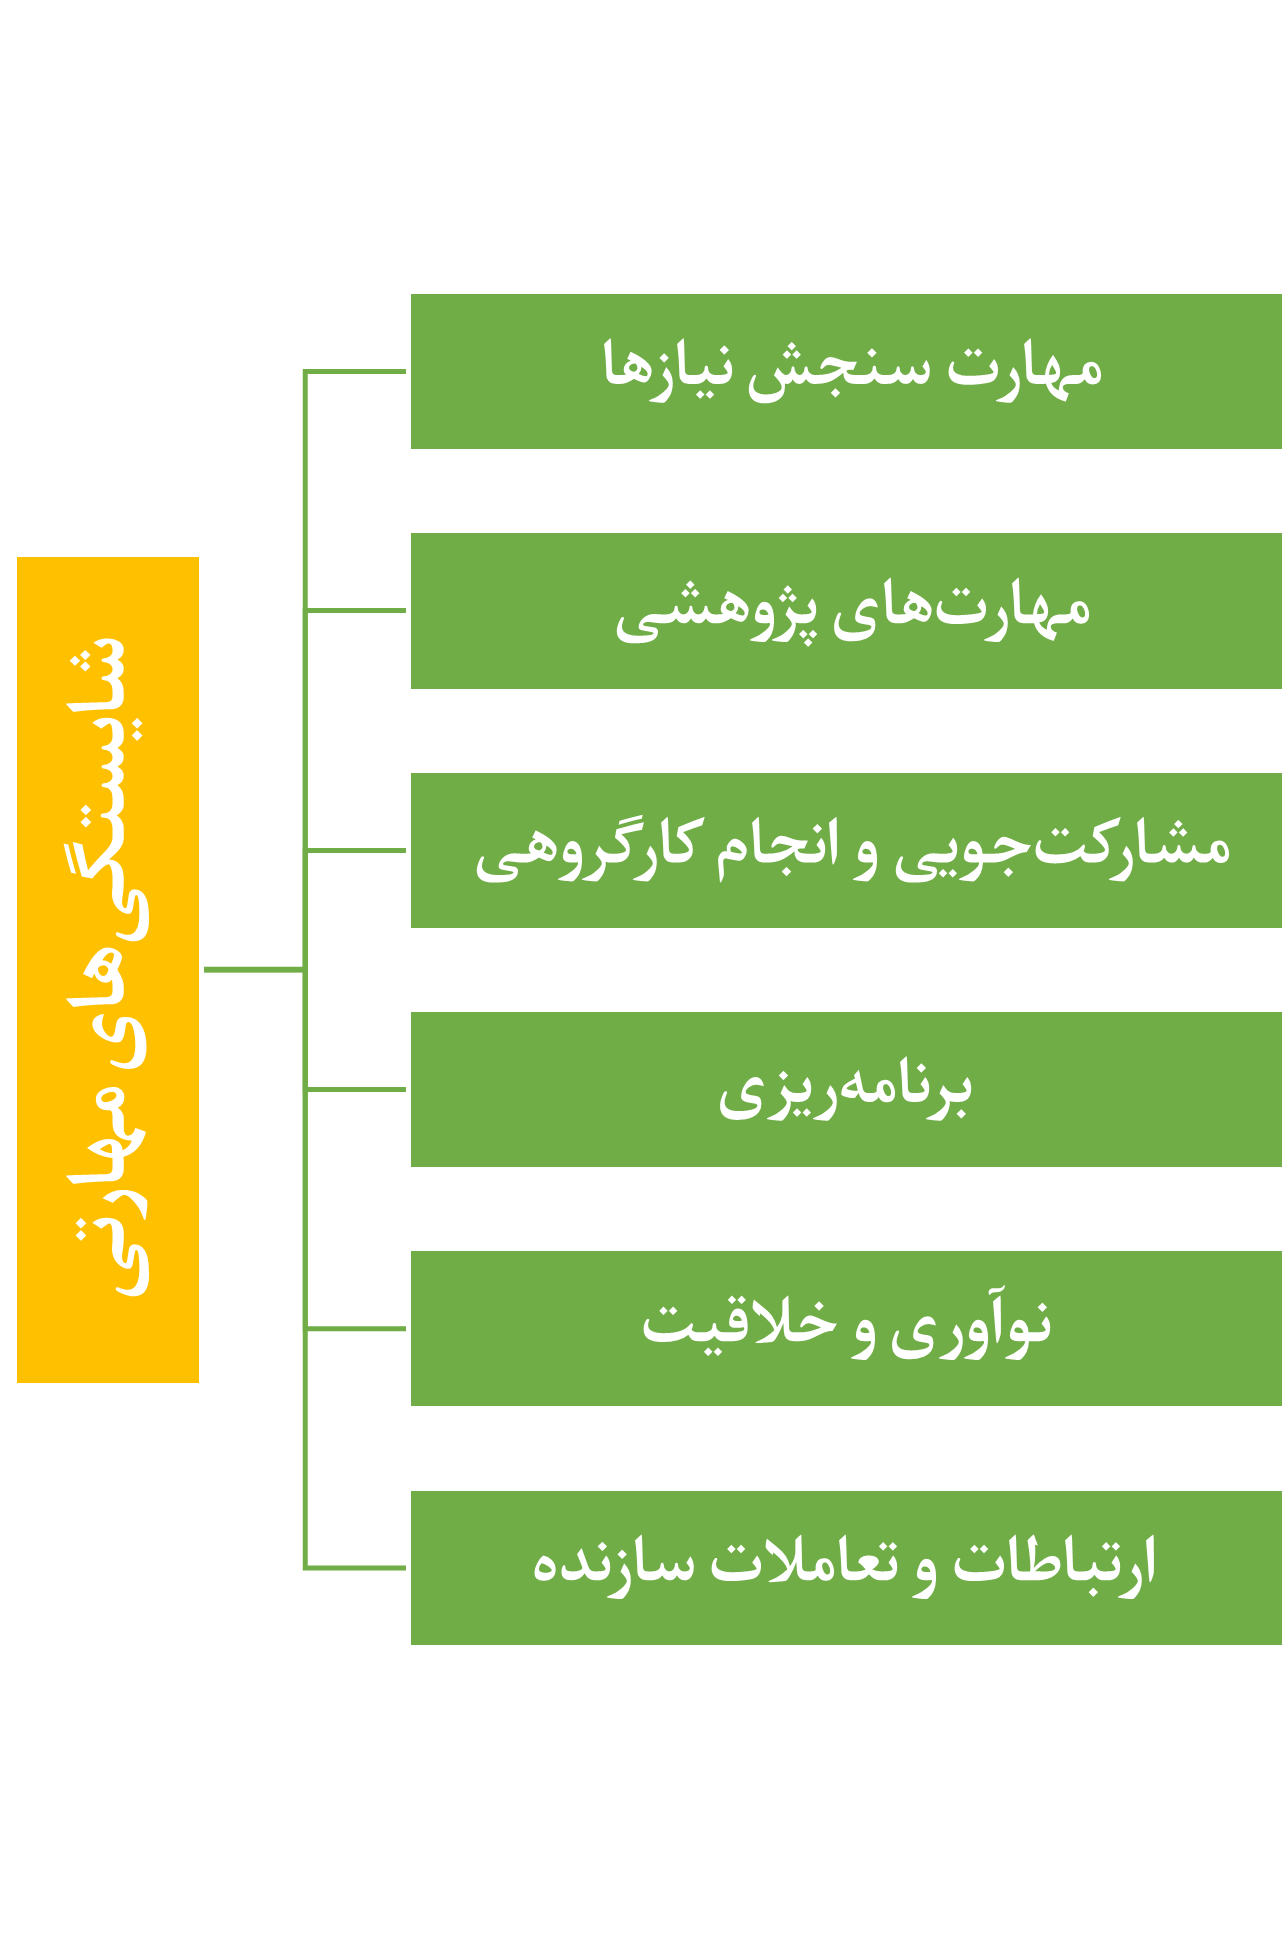 شایستگی‌های مهارتی
مهارت سنجش نیازها
مهارت‌های پژوهشی
مشارکت‌جویی و انجام کارگروهی
برنامه‌ریزی
نوآوری و خلاقیت
ارتباطات و تعاملات سازنده